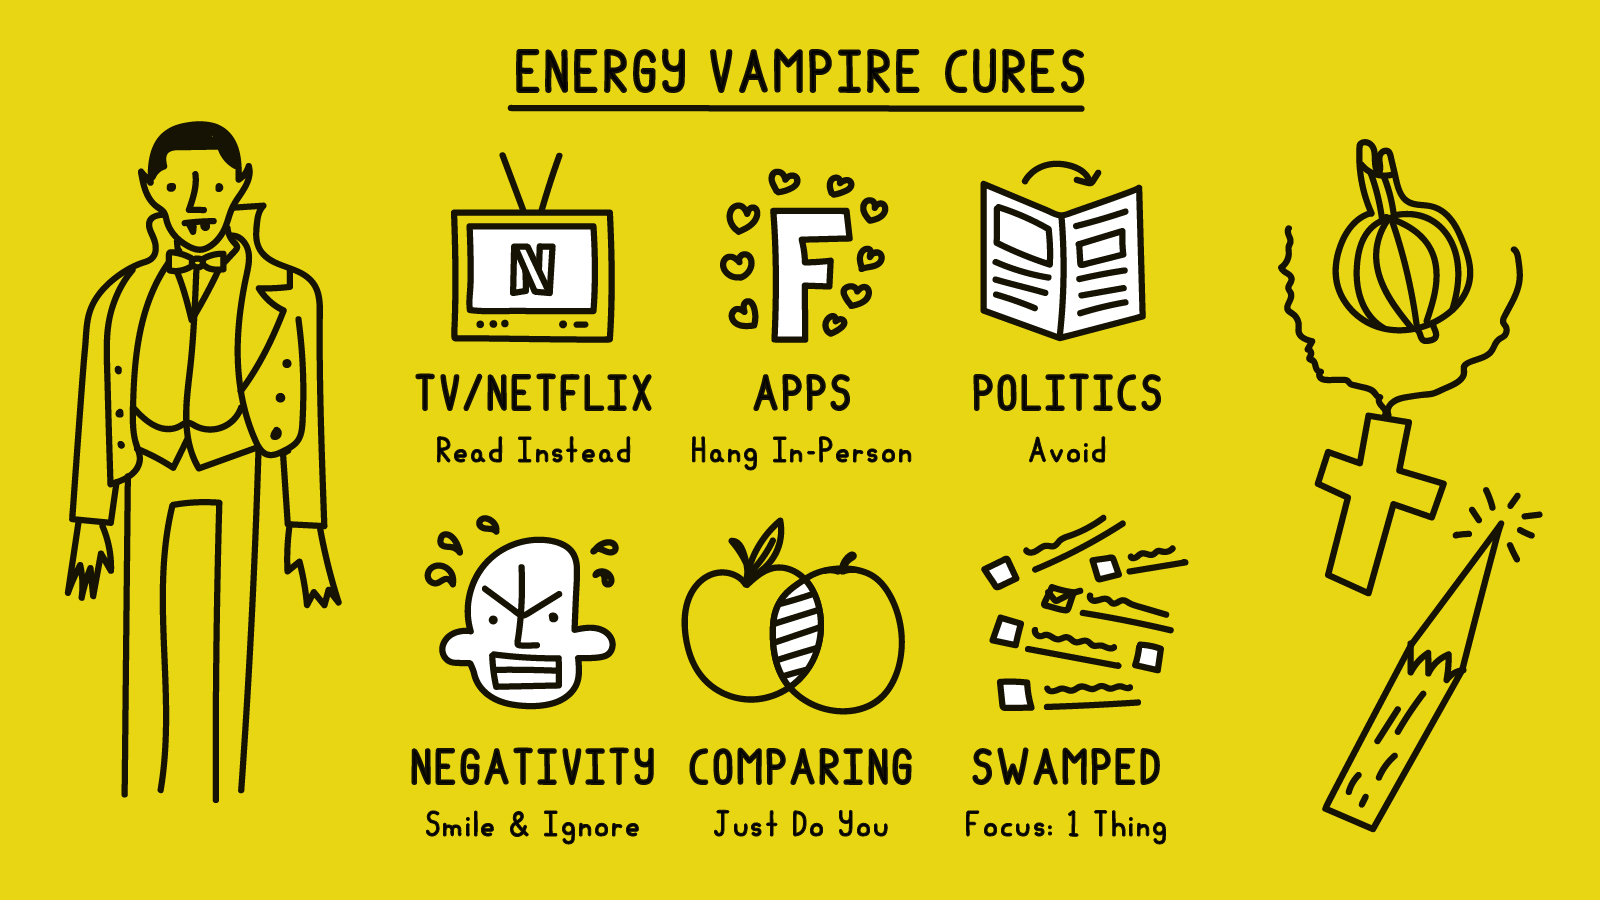 ENERGY VAMPIRE CURES
N
F
TV/NETFLIX
APPS
POLITICS
Read Instead
Hang In-Person
Avoid
NEGATIVITY
COMPARING
SWAMPED
Smile & Ignore
Just Do You
Focus: 1 Thing